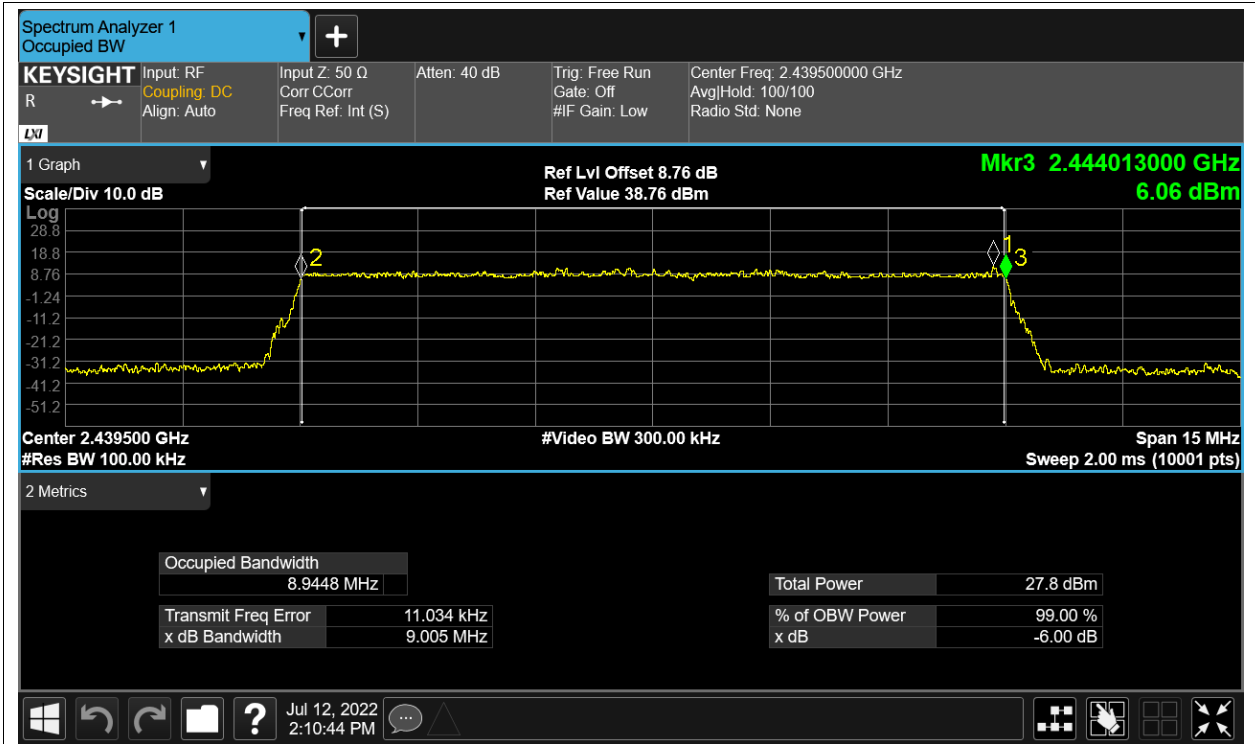 Spectrum Analyzer 1
Occupied BW
KEYSIGHT
R
LXI
Input: RF
Coupling: DC
Align: Auto
Input Z: 50 Ω
Corr CCorr
Freq Ref: Int (S)
Atten: 40 dB
Trig: Free Run
Gate: Off
#IF Gain: Low
Center Freq: 2.439500000 GHz
Avg|Hold: 100/100
Radio Std: None
1 Graph
Scale/Div 10.0 dB
Ref Lvl Offset 8.76 dB
Ref Value 38.76 dBm
Mkr3 2.444013000 GHz
6.06 dBm
Log
28.8
18.8
8.76
-1.24
-11.2
-21.2
-31.2
-41.2
-51.2
2
1
3
Center 2.439500 GHz
#Video BW 300.00 kHz
Span 15 MHz
#Res BW 100.00 kHz
Sweep 2.00 ms (10001 pts)
2 Metrics
Occupied Bandwidth
8.9448 MHz
Transmit Freq Error 11.034 kHz
x dB Bandwidth 9.005 MHz
Total Power 27.8 dBm
% of OBW Power 99.00 %
x dB -6.00 dB
?
Jul 12, 2022
2:10:44 PM